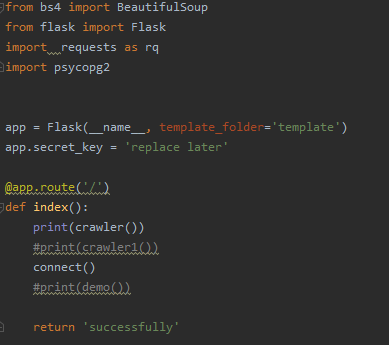 from bs4 import BeautifulSoup
from flask import Flask
import  requests as rq
import psycopg2
app = Flask(__name__, template_folder='template')
app.secret_key = 'replace later'
@app.route('/')
def index():
    print(crawler())
    #print(crawler1())
    connect()
    #print(demo())
    return 'successfully'